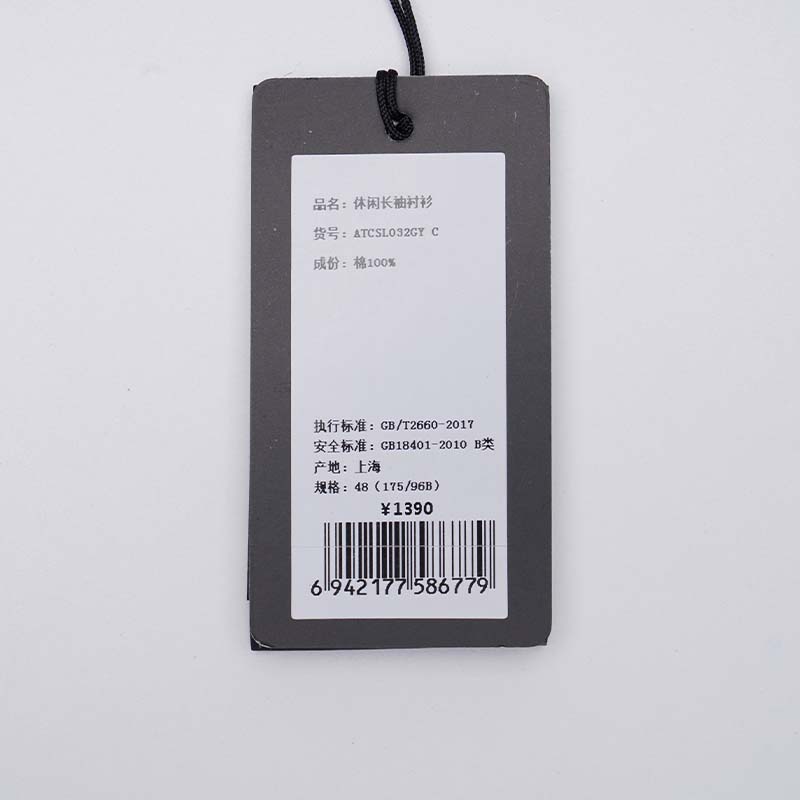 品名：休闲长袖衬衫
货号：ATCSL032GY C
成份：棉100%
执行标准：GB/T2660-2017
安全标准：GB18401-2010 B类
产地：上海
规格：48（175/96B）
¥1390
6 942177 586779